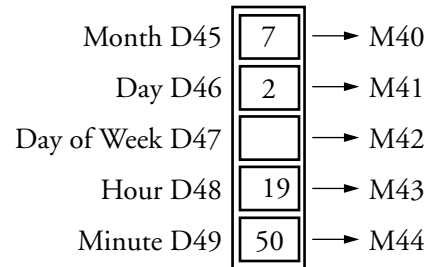 Month D45 7 M40
Day D46 2 M41
Day of Week D47 M42
Hour D48 19 M43
Minute D49 50 M44